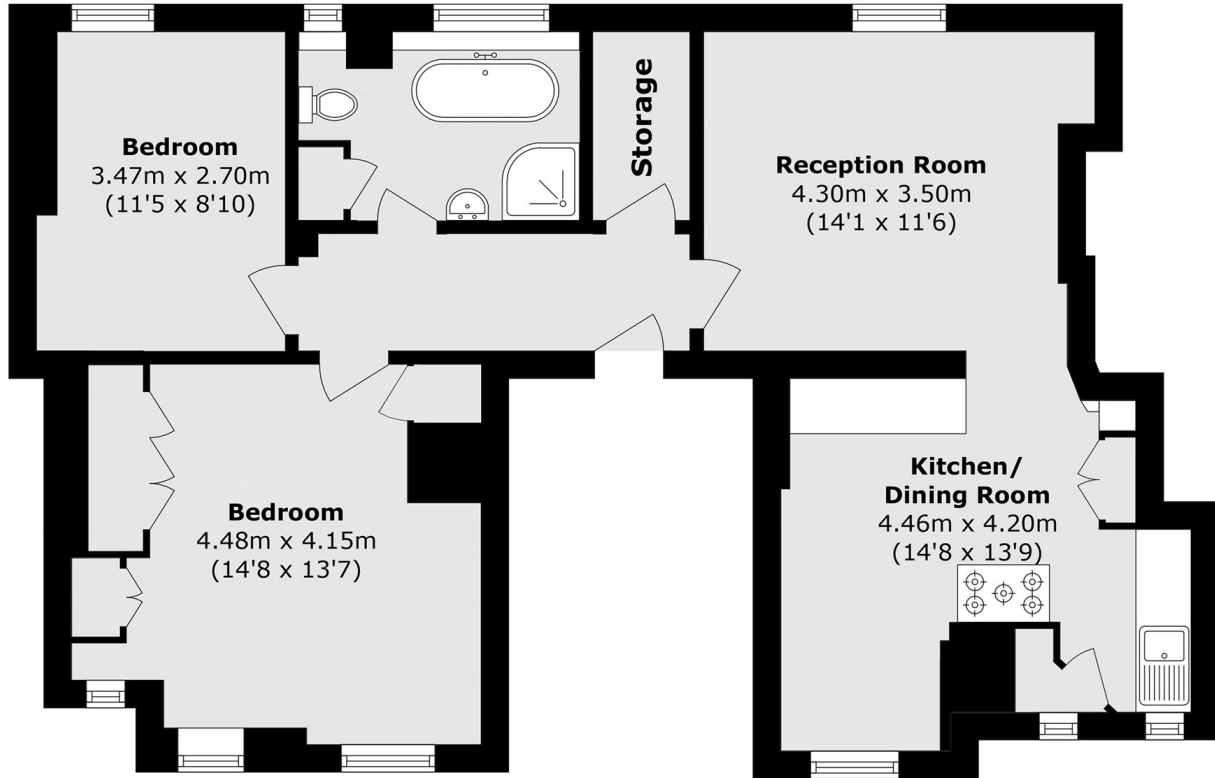 Bedroom
3.47m x 2.70m
(11'5 x 8'10)
Storage
Reception Room
4.30m x 3.50m
(14'1 x 11'6)
Bedroom
4.48m x 4.15m
(14'8 x 13'7)
Kitchen/
Dining Room
4.46m x 4.20m
(14'8 x 13'9)